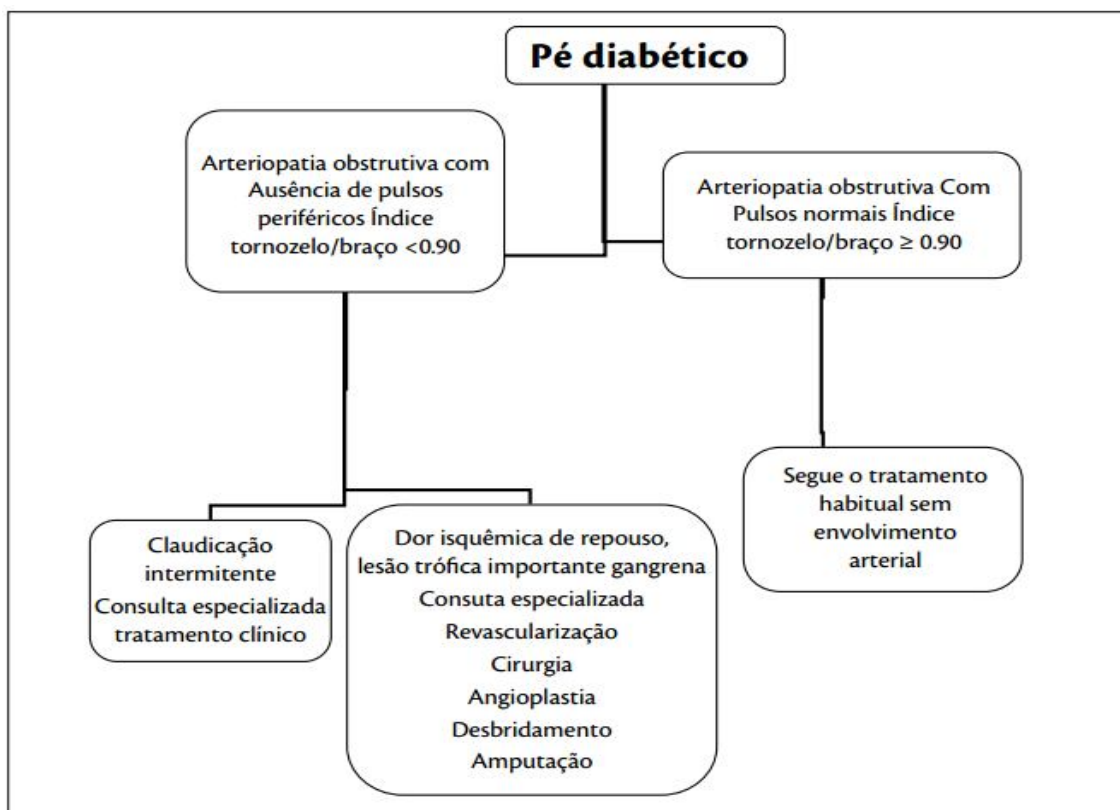 Pé diabético
Arteriopatia obstrutiva com
Ausência de pulsos
periféricos Índice
tornozelo/braço <0.90
Arteriopatia obstrutiva Com
Pulsos normais Índice
tornozelo/braço ≥ 0.90
Claudicação
intermitente
Consulta especializada
tratamento clínico
Dor isquêmica de repouso,
lesão trófica importante gangrena
Consuta especializada
Revascularização
Cirurgia
Angioplastia
Desbridamento
Amputação
Segue o tratamento
habitual sem
envolvimento
arterial